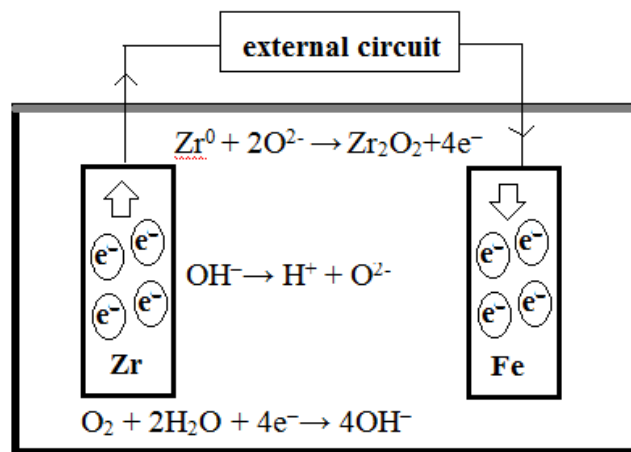 external circuit
Zr⁰ + 2O²⁻ → Zr₂O₂+4e⁻
e⁻ e⁻
e⁻ e⁻
e⁻ e⁻
e⁻ e⁻
OH⁻→ H⁺ + O²⁻
Zr
Fe
O₂ + 2H₂O + 4e⁻→ 4OH⁻